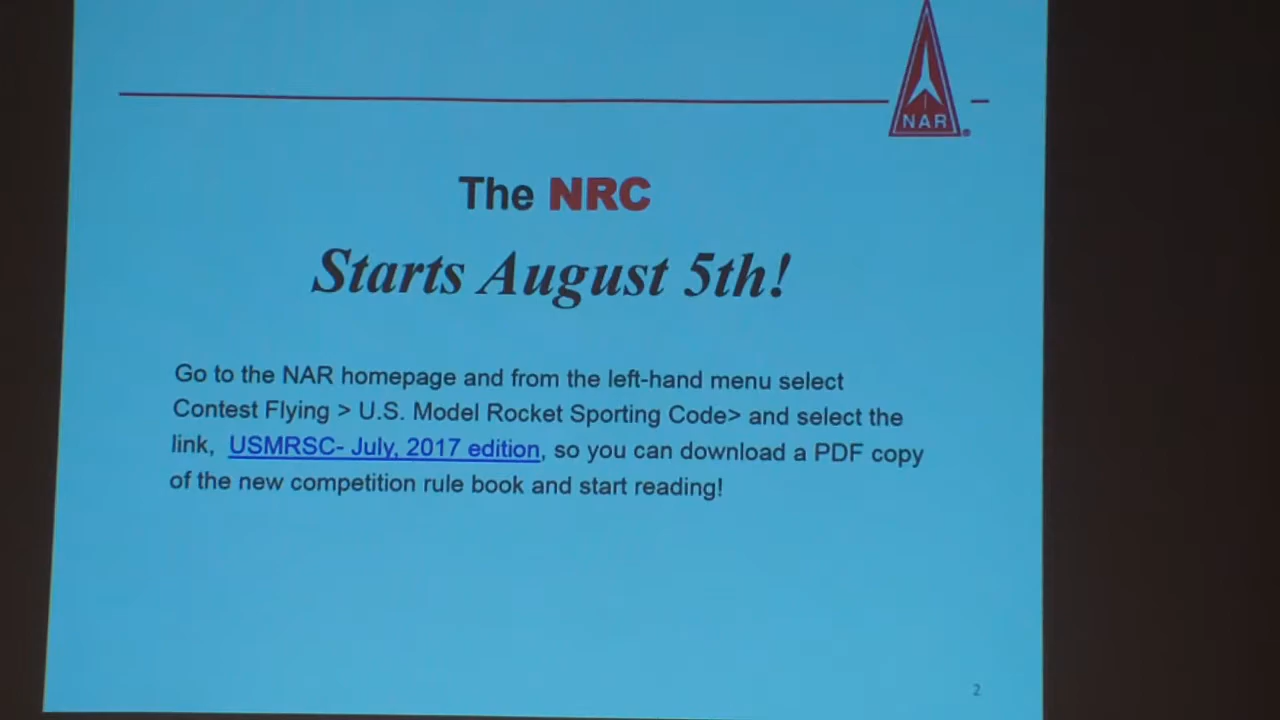 NAR
The NRC
Starts August 5th!
Go to the NAR homepage and from the left-hand menu select
Contest Flying > U.S. Model Rocket Sporting Code> and select the
link, USMRSC- July, 2017 edition, so you can download a PDF copy
of the new competition rule book and start reading!
2